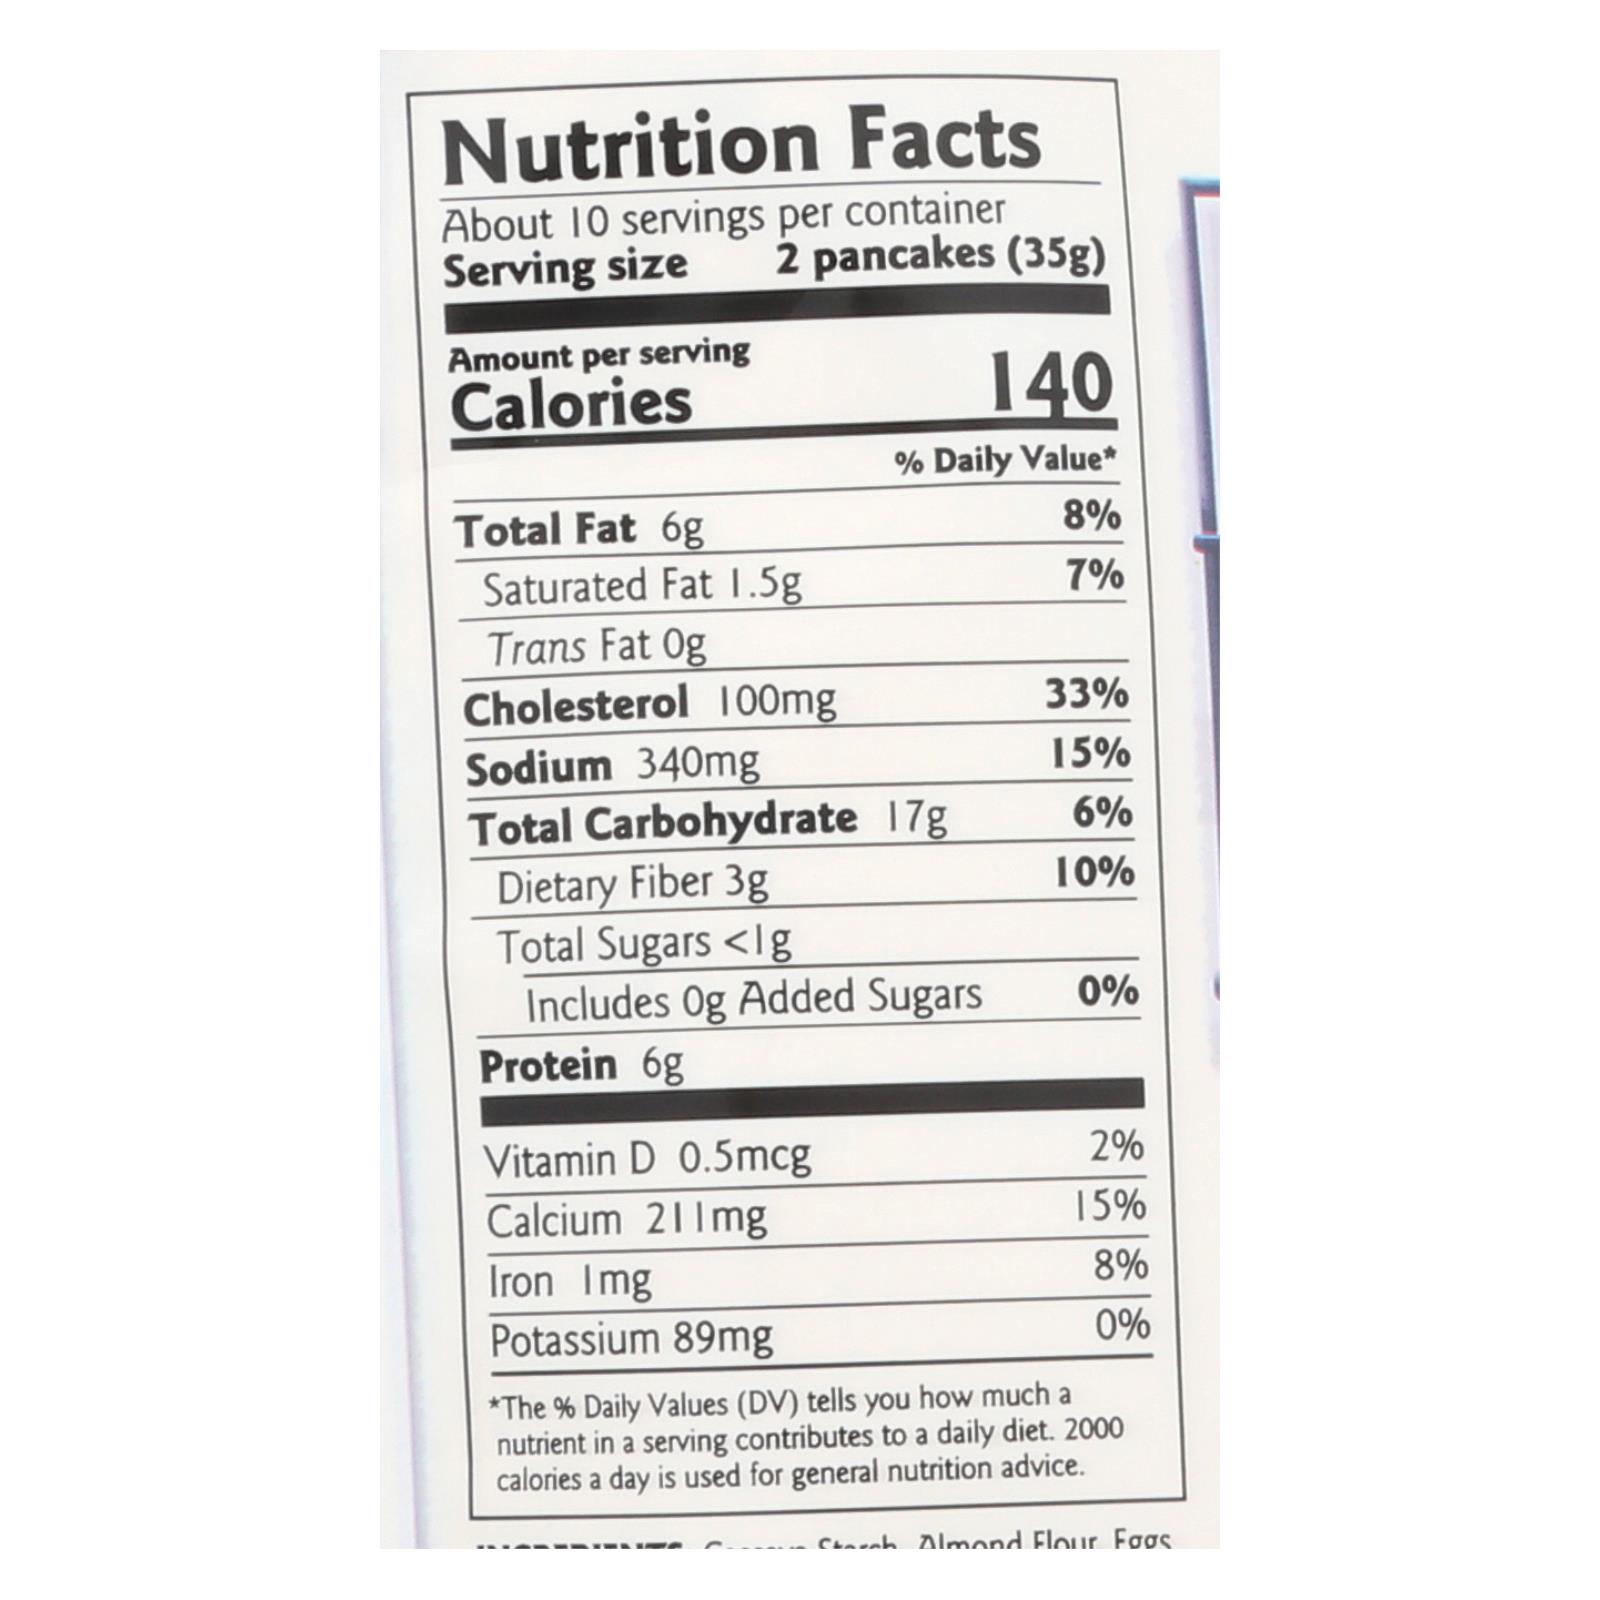 Nutrition Facts
About 10 servings per container
Serving size 2 pancakes (35g)
Amount per serving
Calories 140
% Daily Value*
Total Fat 6g 8%
Saturated Fat 1.5g 7%
Trans Fat 0g
Cholesterol 100mg 33%
Sodium 340mg 15%
Total Carbohydrate 17g 6%
Dietary Fiber 3g 10%
Total Sugars <1g
Includes 0g Added Sugars 0%
Protein 6g
Vitamin D 0.5mcg 2%
Calcium 211mg 15%
Iron 1mg 8%
Potassium 89mg 0%
*The % Daily Values (DV) tells you how much a
nutrient in a serving contributes to a daily diet. 2000
calories a day is used for general nutrition advice.
Starch, Almond Flour, Eggs